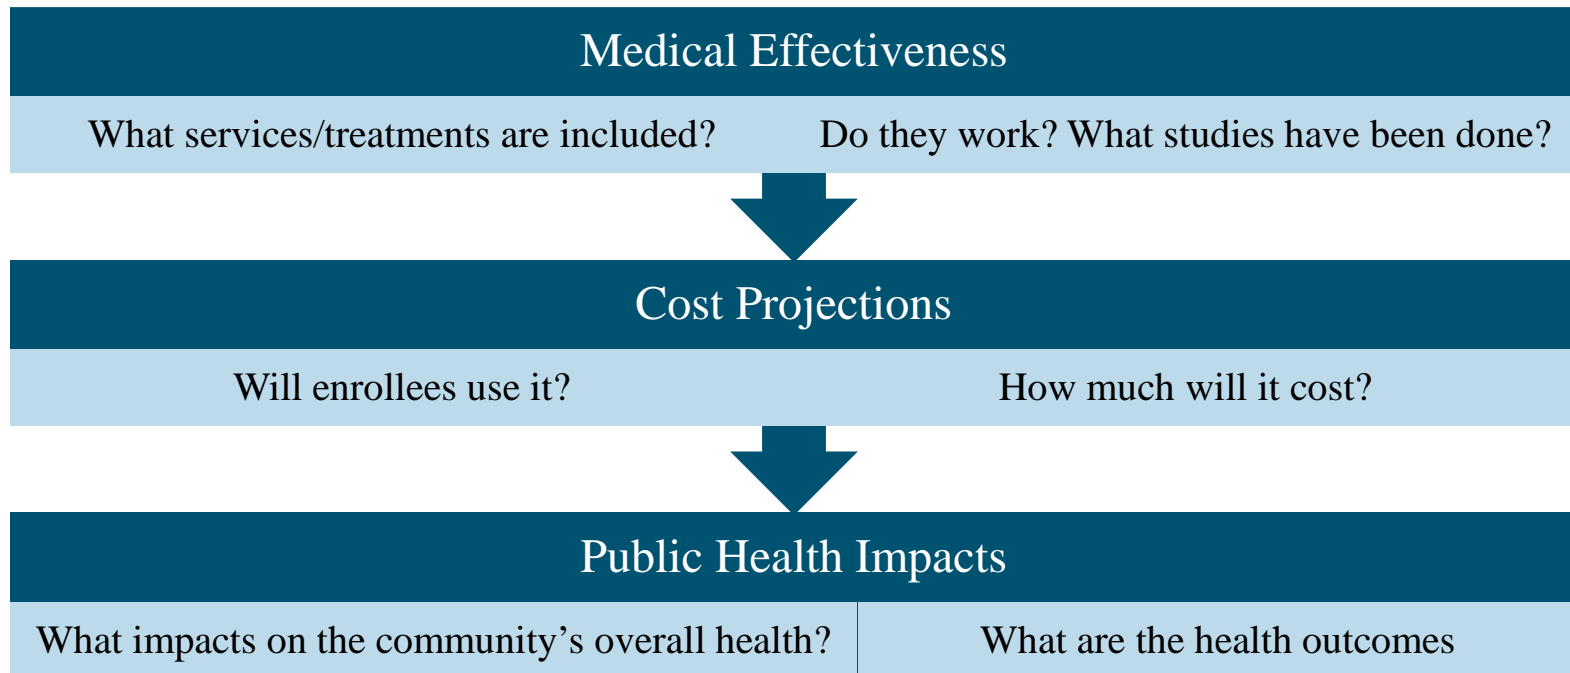 Medical Effectiveness
What services/treatments are included?
Do they work? What studies have been done?
Cost Projections
Will enrollees use it?
How much will it cost?
Public Health Impacts
What impacts on the community’s overall health?
What are the health outcomes